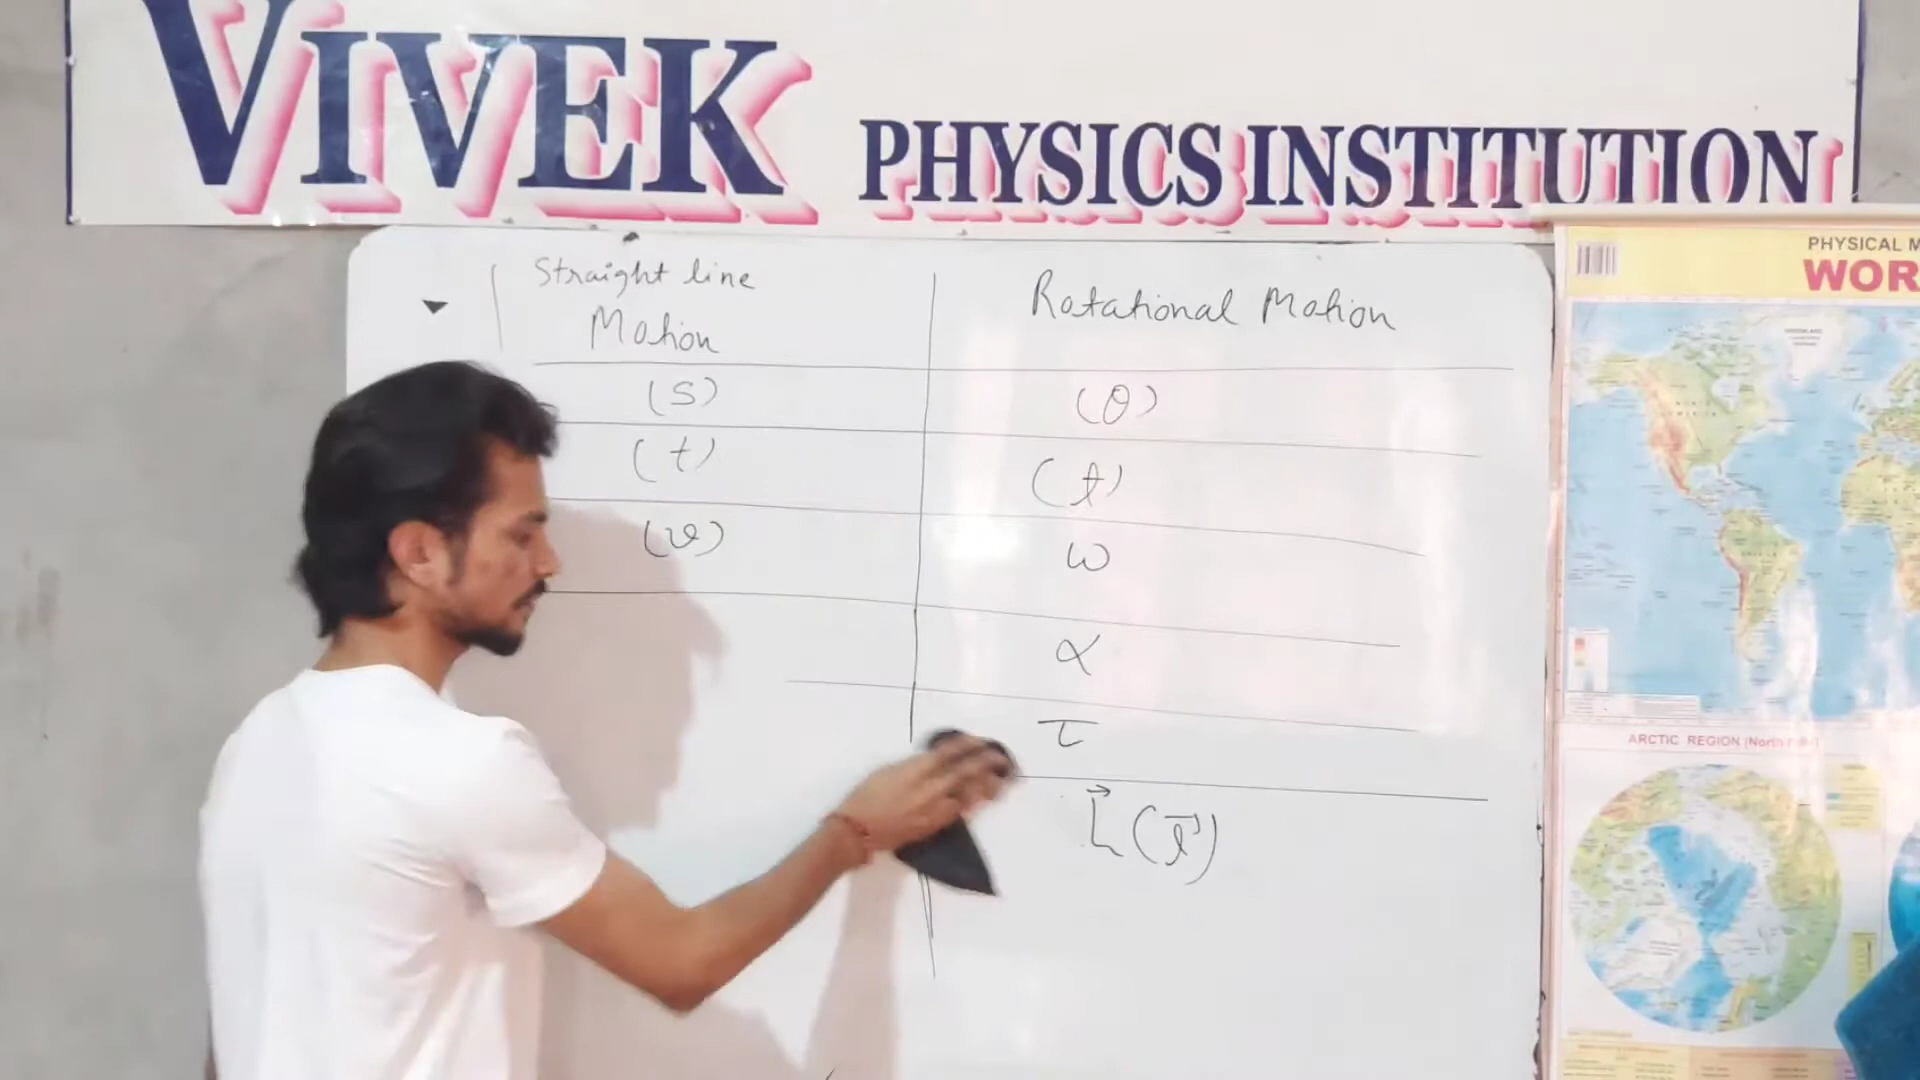 VIVEK PHYSICS INSTITUTION
Straight line
Motion
Rotational Motion
(s)
(θ)
(t)
(t)
(v)
ω
α
τ
PHYSICAL M
WOR
ARCTIC REGION (North